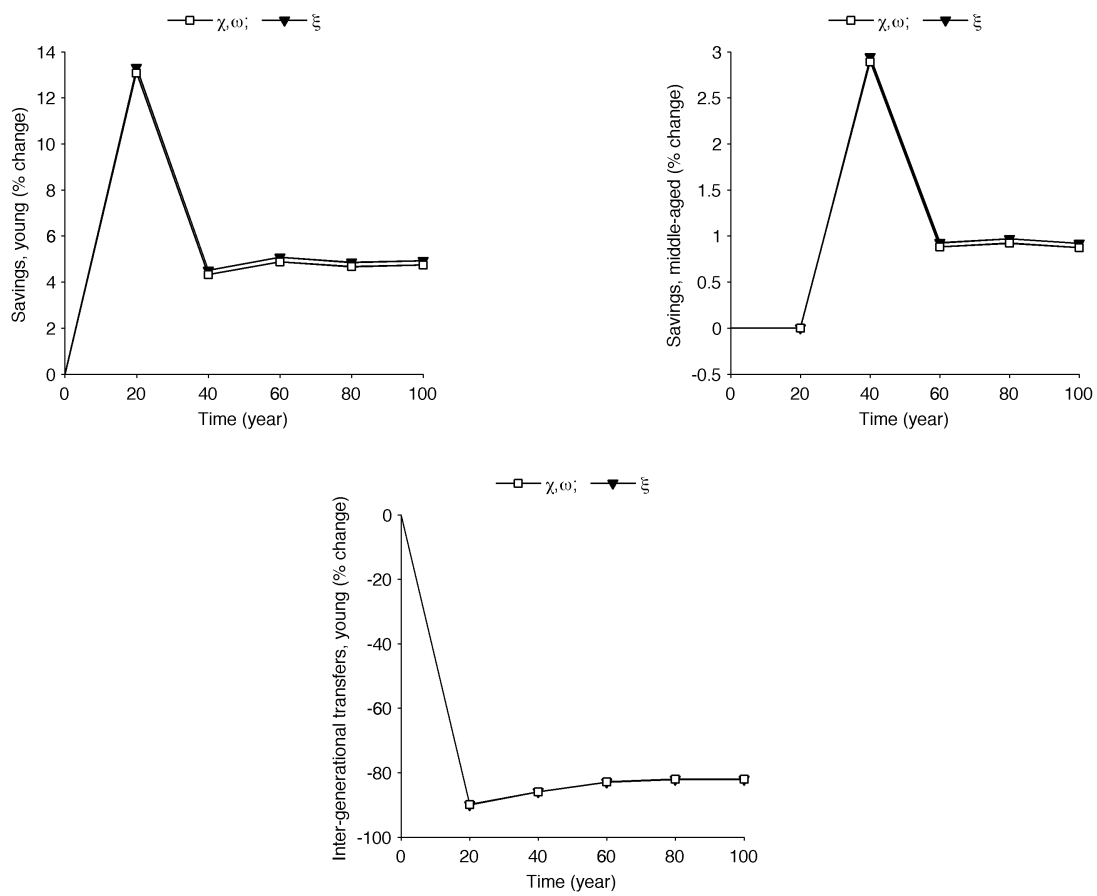 χ,ω; ξ
Savings, young (% change)
14
12
10
8
6
4
2
0
0 20 40 60 80 100
Time (year)
χ,ω; ξ
Savings, middle-aged (% change)
3
2.5
2
1.5
1
0.5
0
-0.5
0 20 40 60 80 100
Time (year)
χ,ω; ξ
Inter-generational transfers, young (% change)
0
-20
-40
-60
-80
-100
0 20 40 60 80 100
Time (year)